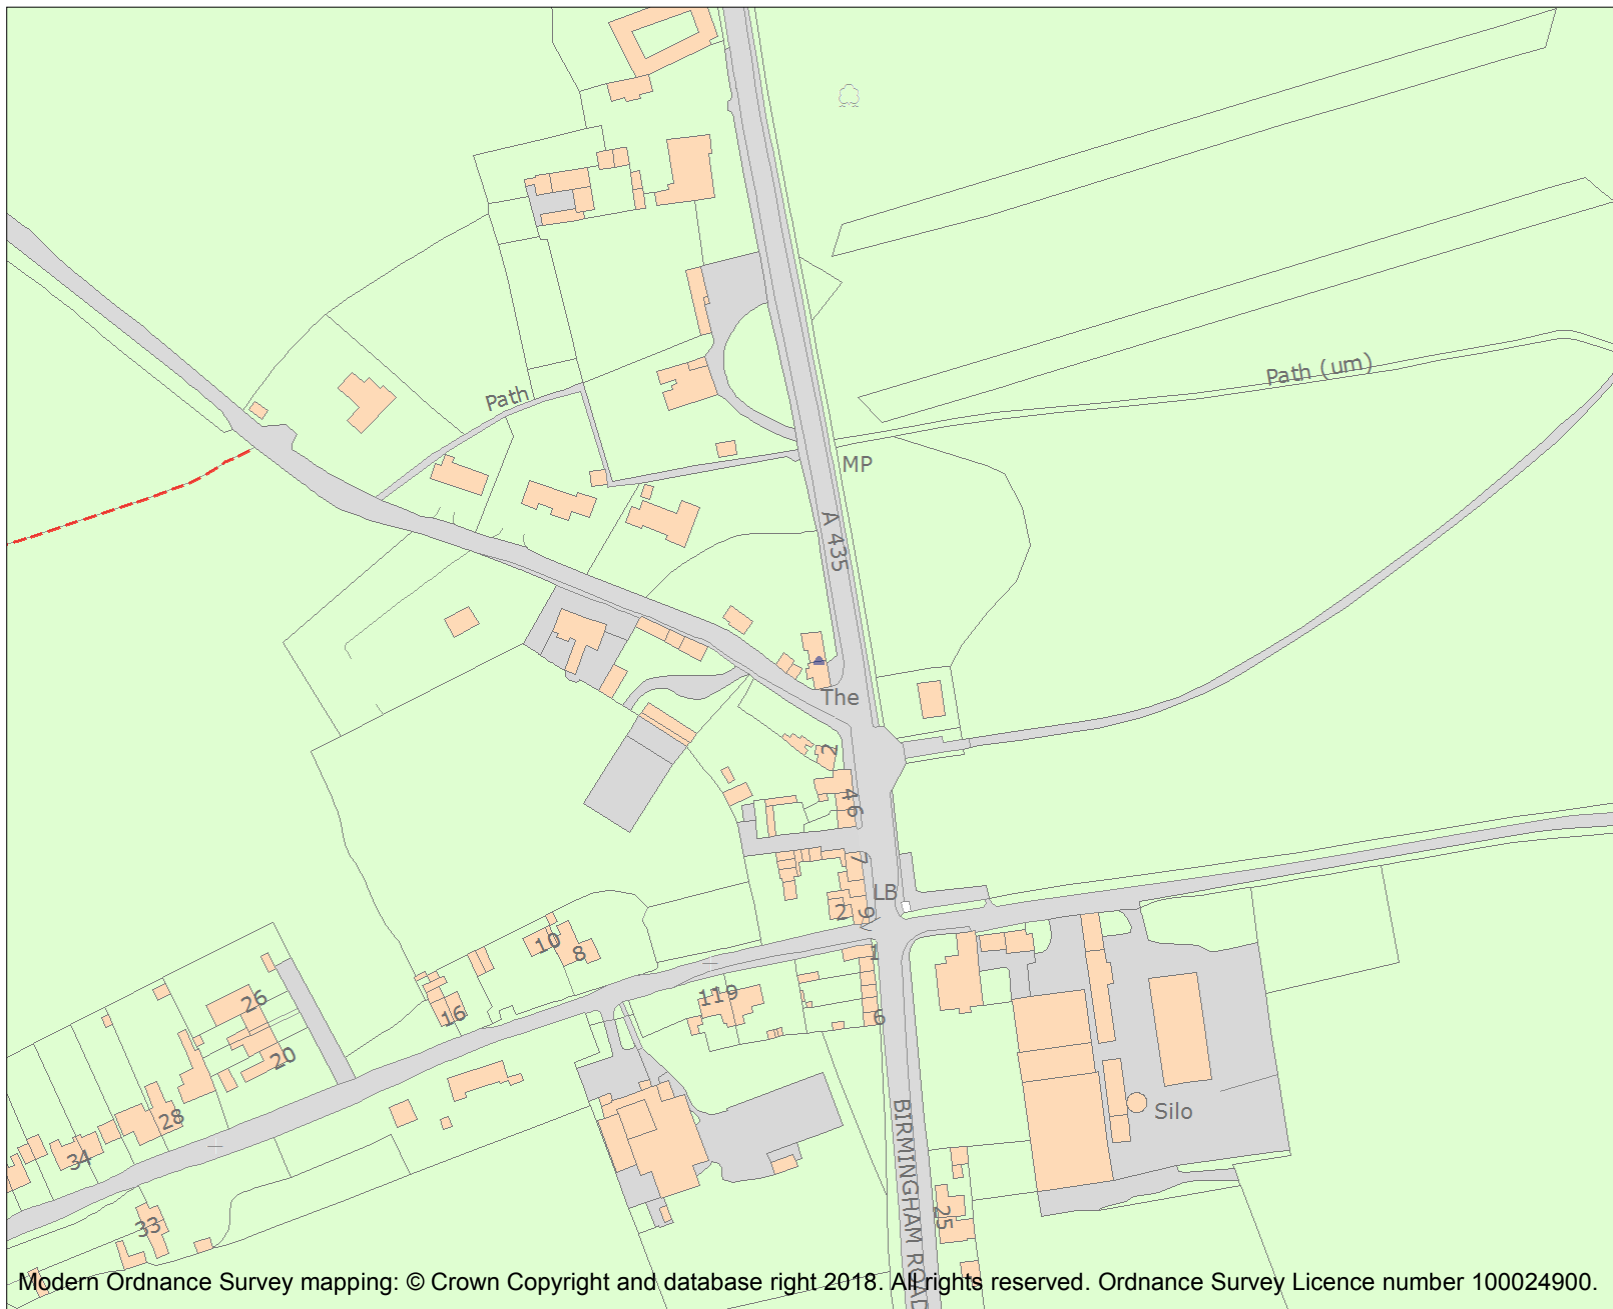 Path (um)
Path
MP
A 435
The
2
4
6
7
LB
2
9
1
10
8
26
119
16
6
20
BIRMINGHAM ROAD
Silo
28
34
25
33
Modern Ordnance Survey mapping: © Crown Copyright and database right 2018. All rights reserved. Ordnance Survey Licence number 100024900.